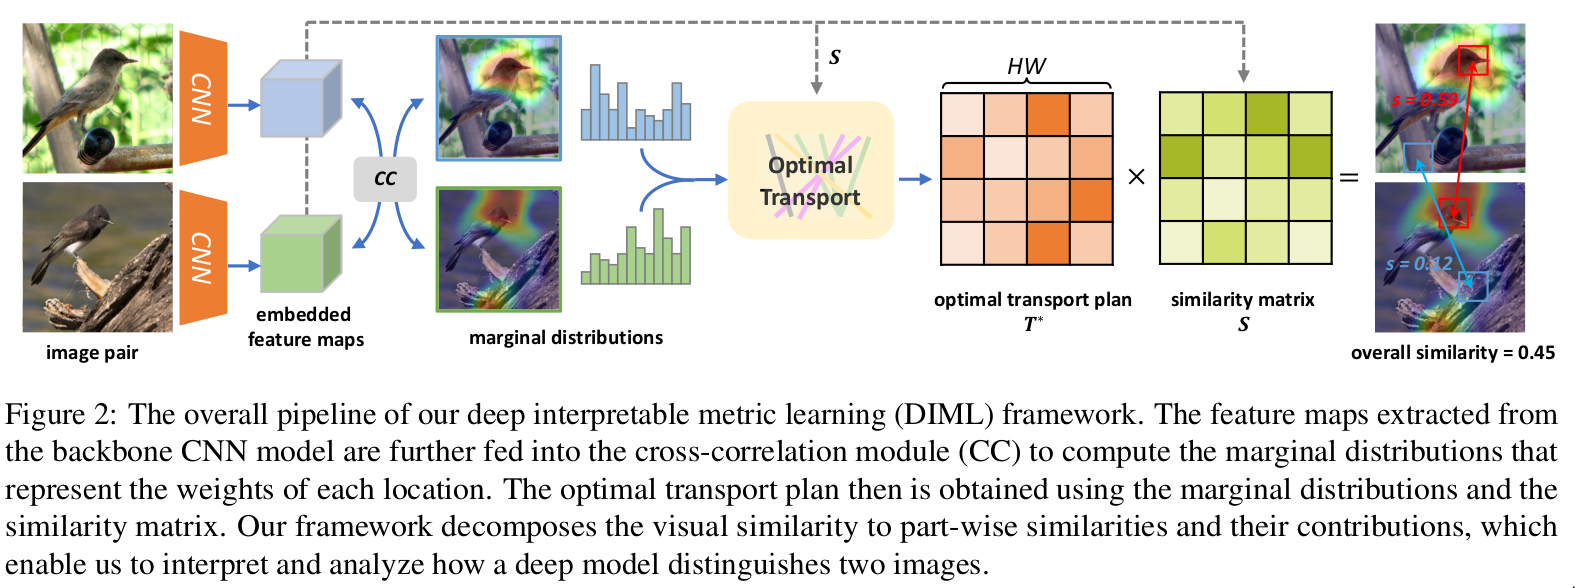 CNN
CNN
image pair
embedded
feature maps
CC
marginal distributions
S
Optimal
Transport
HW
optimal transport plan
T*
×
similarity matrix
S
=
s = 0.59
s = 0.12
overall similarity = 0.45
Figure 2: The overall pipeline of our deep interpretable metric learning (DIML) framework. The feature maps extracted from
the backbone CNN model are further fed into the cross-correlation module (CC) to compute the marginal distributions that
represent the weights of each location. The optimal transport plan then is obtained using the marginal distributions and the
similarity matrix. Our framework decomposes the visual similarity to part-wise similarities and their contributions, which
enable us to interpret and analyze how a deep model distinguishes two images.